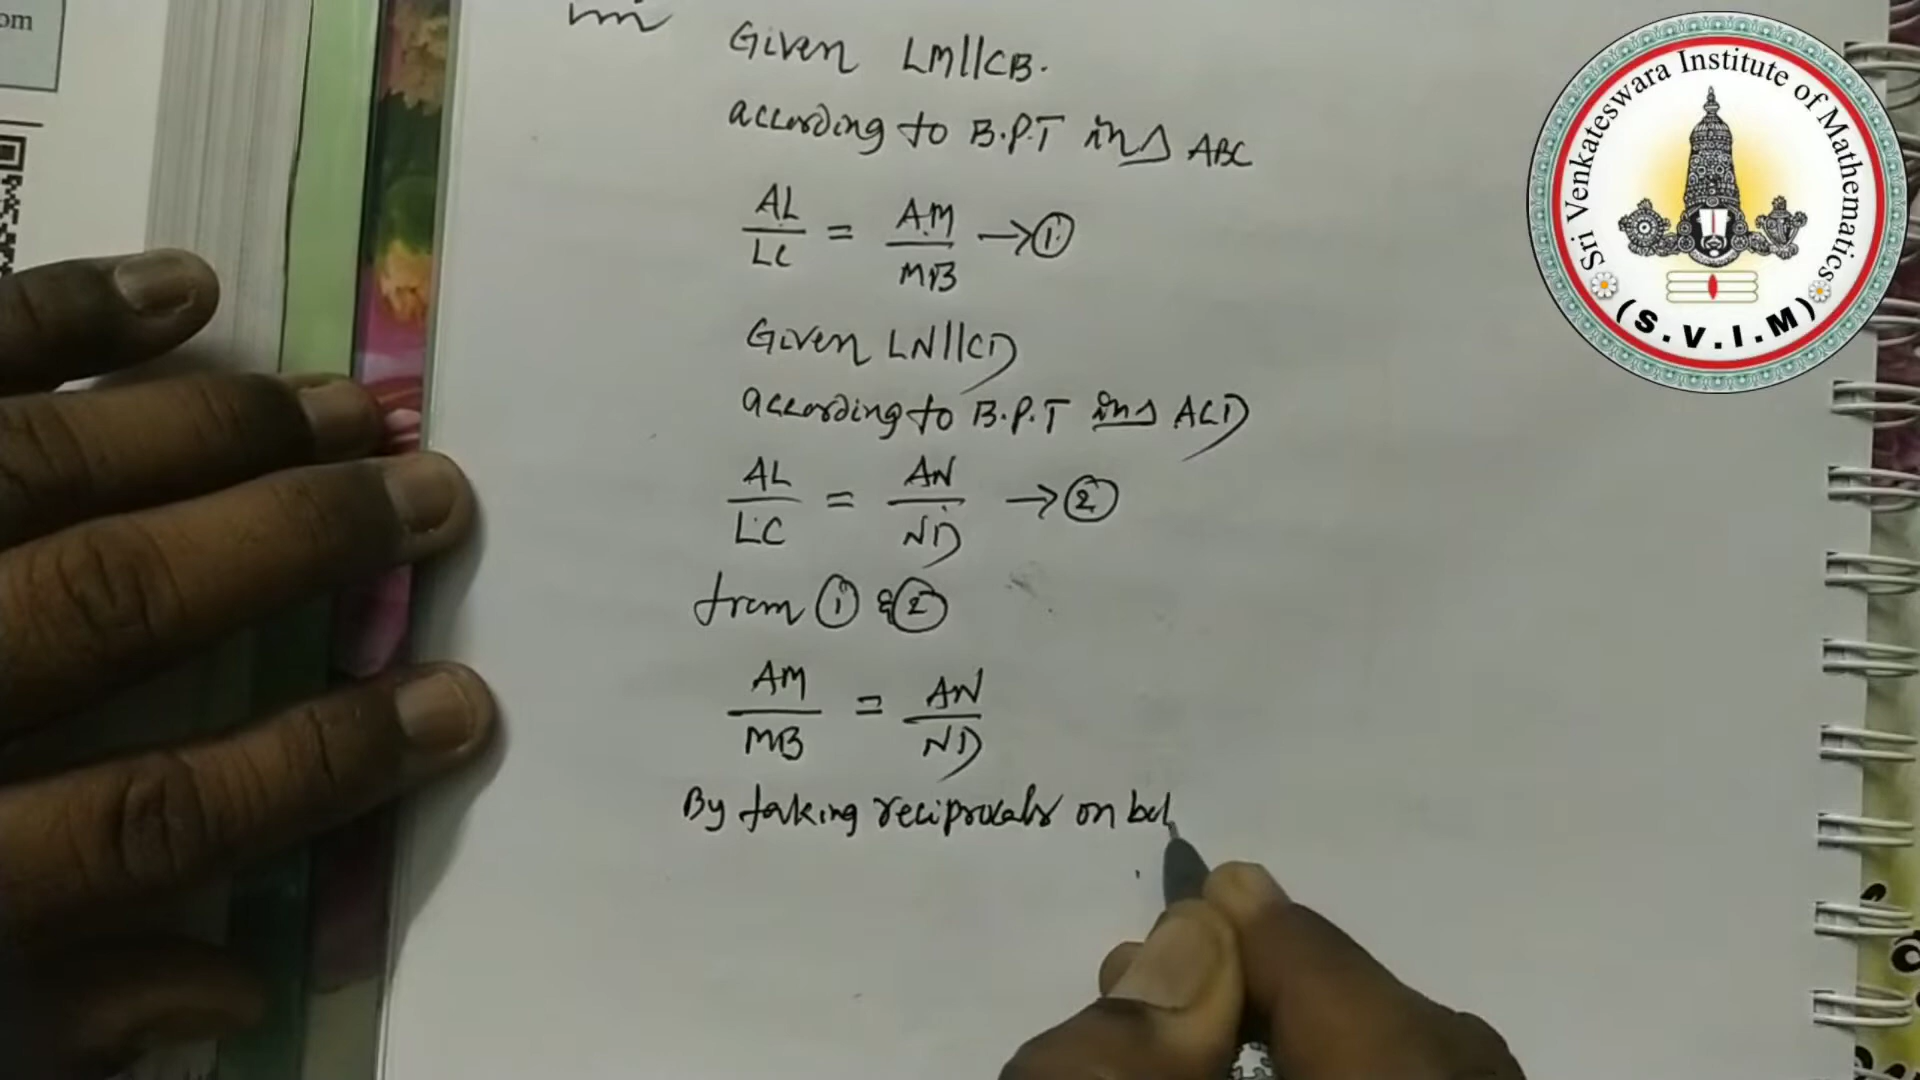 om
Given LM||CB.
according to B.P.T in △ ABC
AL/LC = AM/MB → ①
Given LN||CD
according to B.P.T in △ ACD
AL/LC = AN/ND → ②
from ① & ②
AM/MB = AN/ND
By taking reciprocals on bot
Sri Venkateswara Institute of Mathematics
(S.V.I.M)